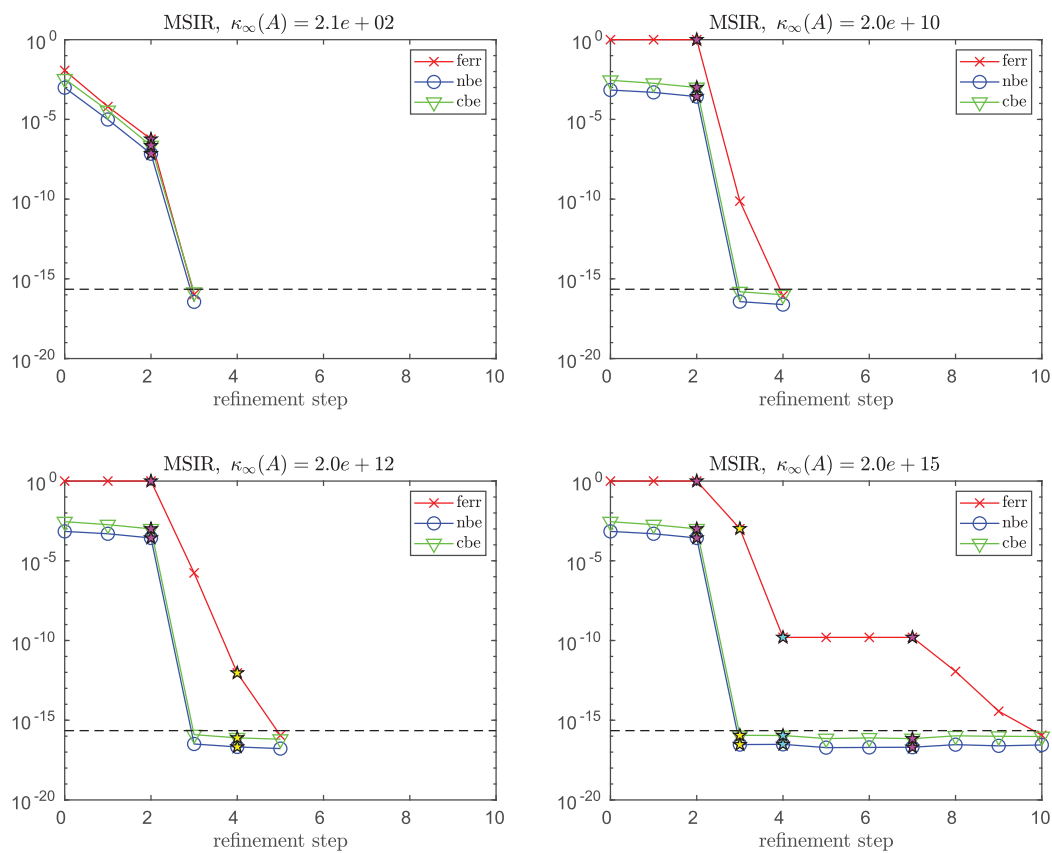 MSIR, κ∞(A) = 2.1e + 02
10^0
10^-5
10^-10
10^-15
10^-20
ferr
nbe
cbe
0 2 4 6 8 10
refinement step
MSIR, κ∞(A) = 2.0e + 10
10^0
10^-5
10^-10
10^-15
10^-20
ferr
nbe
cbe
0 2 4 6 8 10
refinement step
MSIR, κ∞(A) = 2.0e + 12
10^0
10^-5
10^-10
10^-15
10^-20
ferr
nbe
cbe
0 2 4 6 8 10
refinement step
MSIR, κ∞(A) = 2.0e + 15
10^0
10^-5
10^-10
10^-15
10^-20
ferr
nbe
cbe
0 2 4 6 8 10
refinement step